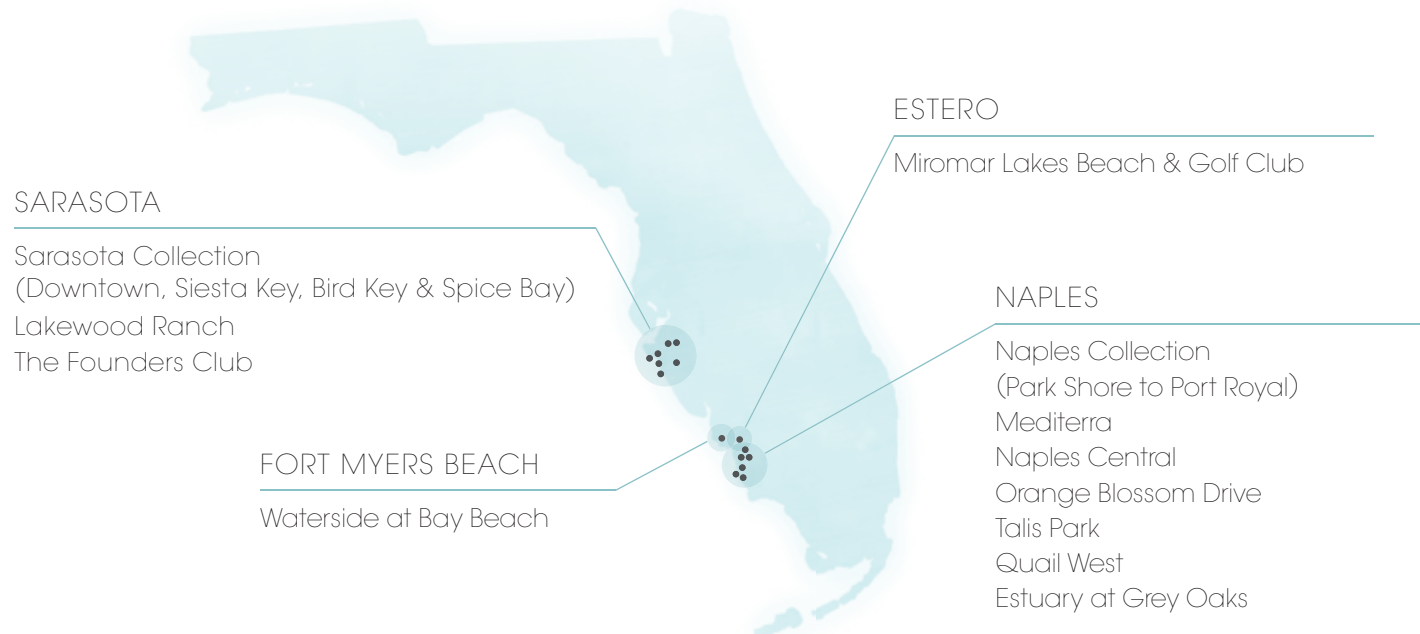 SARASOTA
Sarasota Collection
(Downtown, Siesta Key, Bird Key & Spice Bay)
Lakewood Ranch
The Founders Club
FORT MYERS BEACH
Waterside at Bay Beach
ESTERO
Miromar Lakes Beach & Golf Club
NAPLES
Naples Collection
(Park Shore to Port Royal)
Mediterra
Naples Central
Orange Blossom Drive
Talis Park
Quail West
Estuary at Grey Oaks